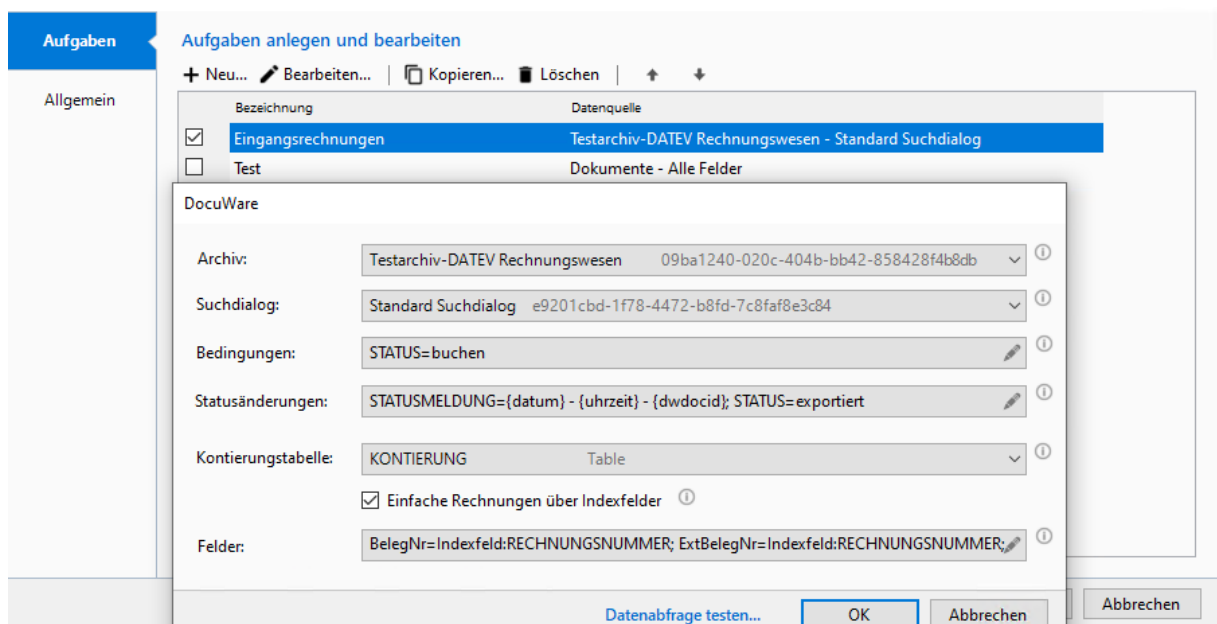 Aufgaben
Allgemein
Aufgaben anlegen und bearbeiten
Neu... Bearbeiten... Kopieren... Löschen
Bezeichnung Datenquelle
Eingangsrechnungen Testarchiv-DATEV Rechnungswesen - Standard Suchdialog
Test Dokumente - Alle Felder
DocuWare
Archiv: Testarchiv-DATEV Rechnungswesen 09ba1240-020c-404b-bb42-858428f4b8db
Suchdialog: Standard Suchdialog e9201cbd-1f78-4472-b8fd-7c8faf8e3c84
Bedingungen: STATUS=buchen
Statusänderungen: STATUSMELDUNG={datum} - {uhrzeit} - {dwdocid}; STATUS=exportiert
Kontierungstabelle: KONTIERUNG Table
Einfache Rechnungen über Indexfelder
Felder: BelegNr=Indexfeld:RECHNUNGSNUMMER; ExtBelegNr=Indexfeld:RECHNUNGSNUMMER;
Datenabfrage testen... OK Abbrechen
Abbrechen